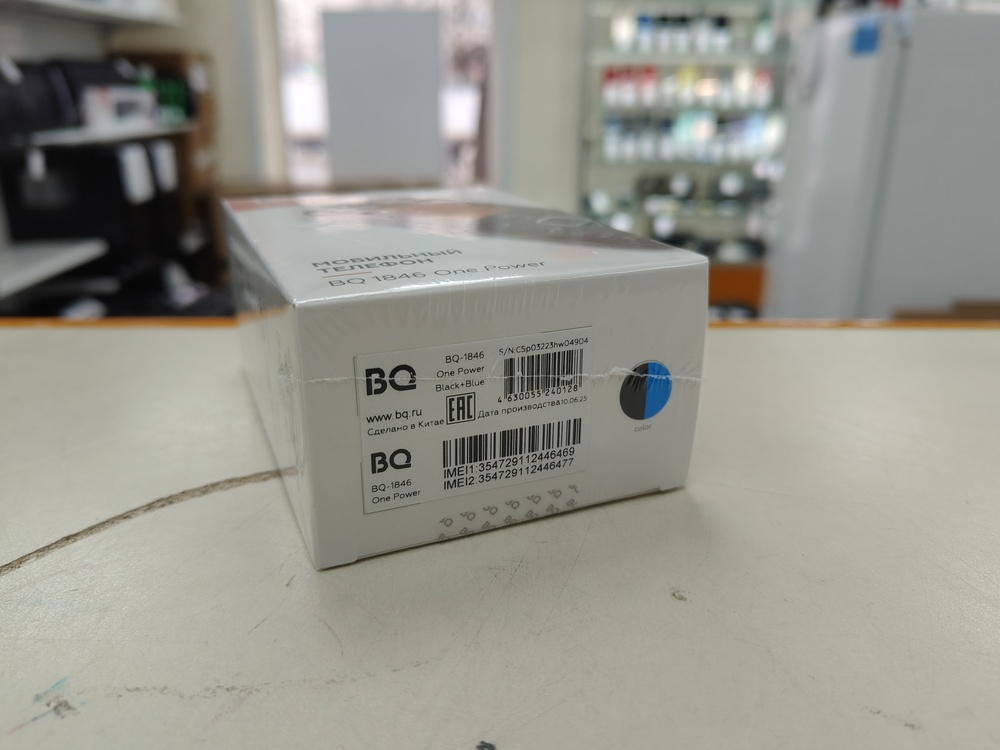 МОБИЛЬНЫЙ
ТЕЛЕФОН
BQ 1846 One Power
BQ
BQ-1846
One Power
Black+Blue
S/N:CSp03223hw04904
4 630055 240128
www.bq.ru
Сделано в Китае
EAC
Дата производства10.06.25
BQ
BQ-1846
One Power
IMEI1:354729112446469
IMEI2:354729112446477
color